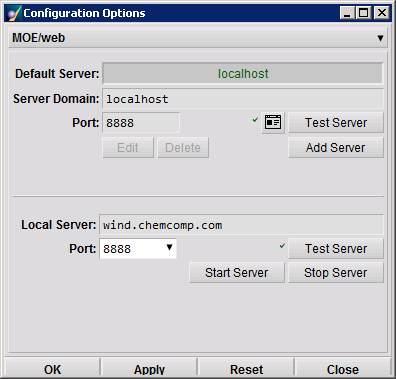 Configuration Options
MOE/web
Default Server: localhost
Server Domain: localhost
Port: 8888 Test Server
Edit Delete Add Server
Local Server: wind.chemcomp.com
Port: 8888 Test Server
Start Server Stop Server
OK Apply Reset Close